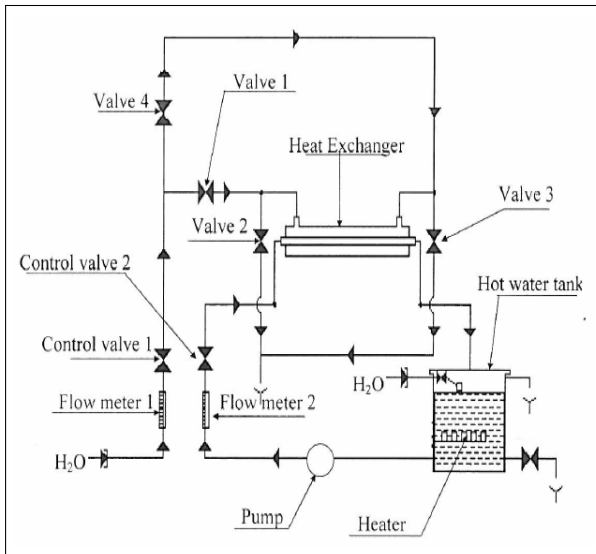 Valve 1
Valve 4
Heat Exchanger
Valve 3
Valve 2
Control valve 2
Hot water tank
Control valve 1
H₂O
Flow meter 1
Flow meter 2
H₂O
Pump
Heater